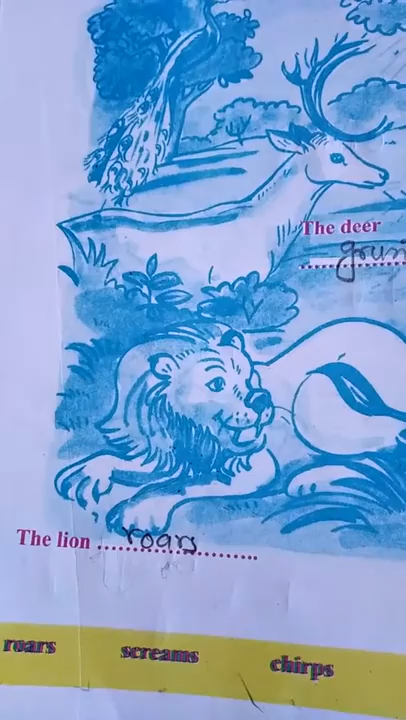 The deer
The lion ........roars............
roars screams chirps